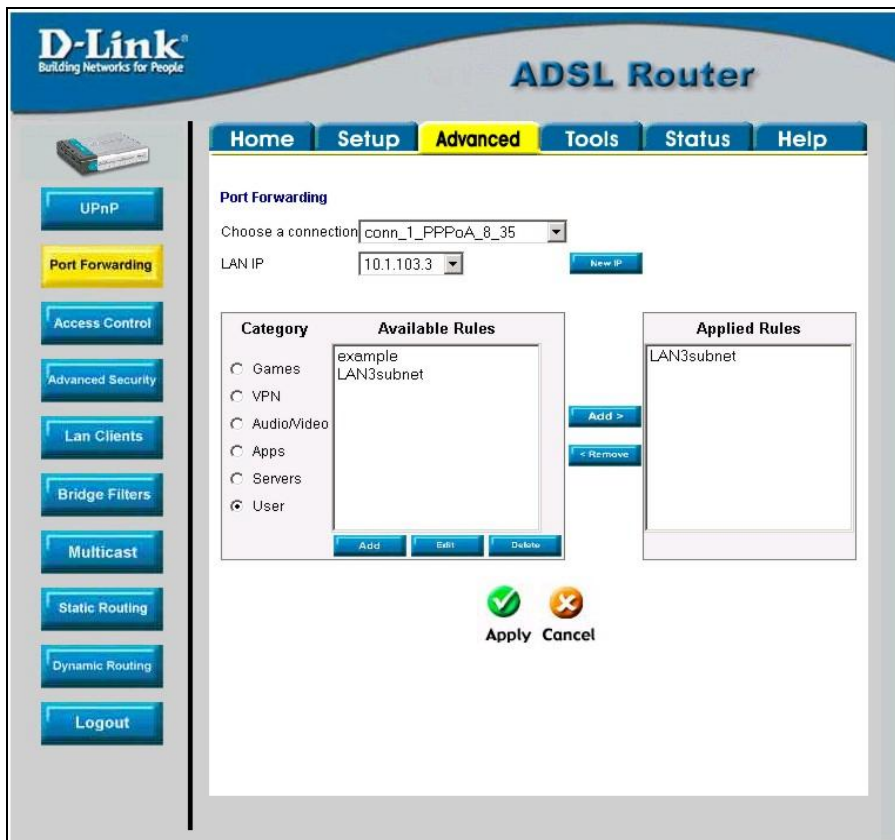 D-Link®
Building Networks for People
ADSL Router
Home Setup Advanced Tools Status Help
UPnP
Port Forwarding
Access Control
Advanced Security
Lan Clients
Bridge Filters
Multicast
Static Routing
Dynamic Routing
Logout
Port Forwarding
Choose a connection conn_1_PPPoA_8_35
LAN IP 10.1.103.3 New IP
Category Available Rules
Games
VPN
Audio/Video
Apps
Servers
User
example
LAN3subnet
Add Edit Delete
Add >
< Remove
Applied Rules
LAN3subnet
Apply Cancel